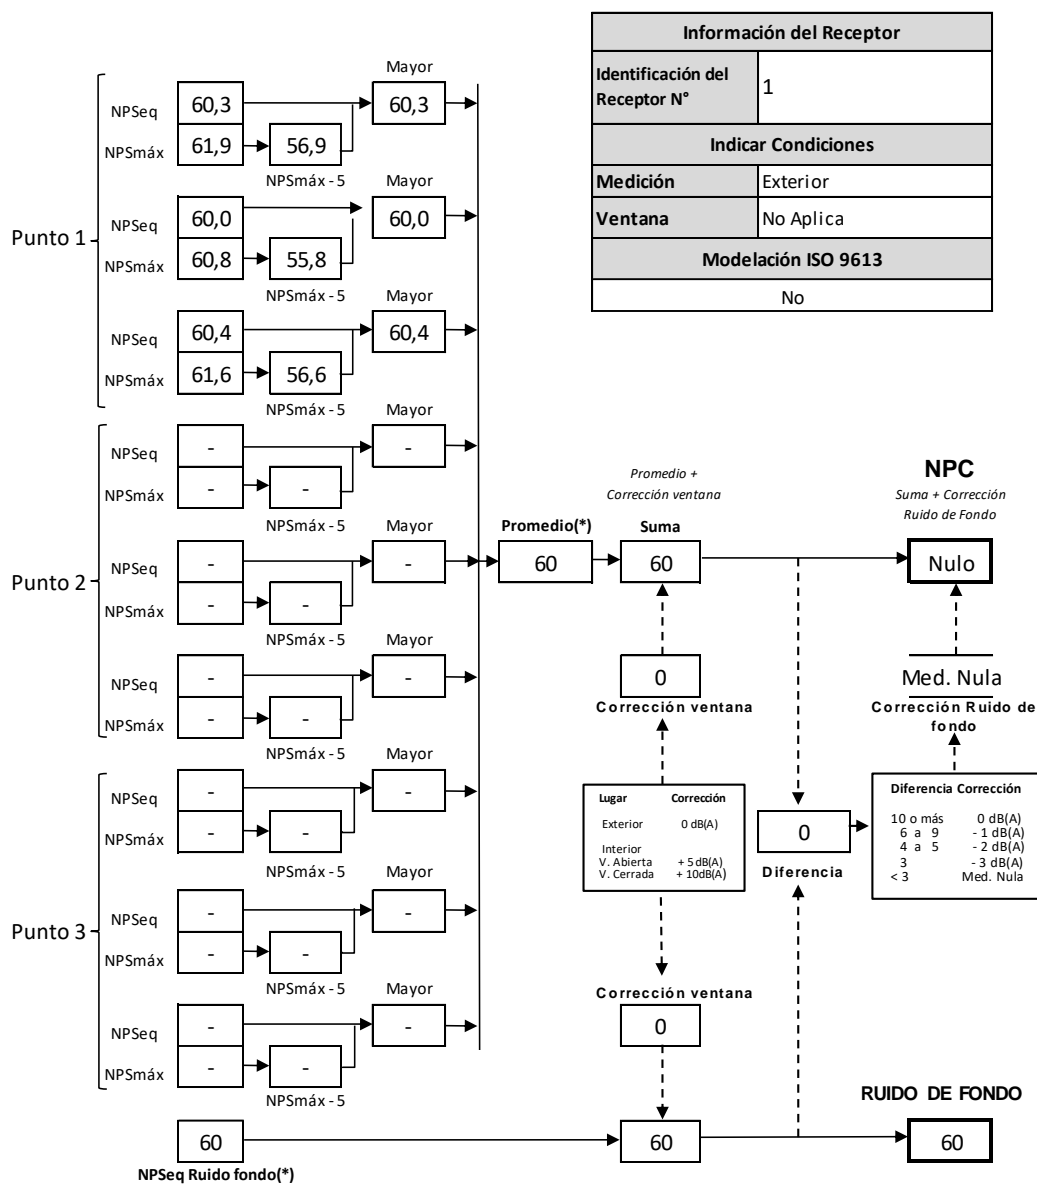 Información del Receptor
Identificación del
Receptor N°
1
Indicar Condiciones
Medición
Exterior
Ventana
No Aplica
Modelación ISO 9613
No
Punto 1
Mayor
NPSeq
60,3
60,3
NPSmáx
61,9
56,9
NPSmáx - 5
Mayor
NPSeq
60,0
60,0
NPSmáx
60,8
55,8
NPSmáx - 5
Mayor
NPSeq
60,4
60,4
NPSmáx
61,6
56,6
NPSmáx - 5
Punto 2
Mayor
NPSeq
-
-
NPSmáx
-
-
NPSmáx - 5
Mayor
NPSeq
-
-
NPSmáx
-
-
NPSmáx - 5
Mayor
NPSeq
-
-
NPSmáx
-
-
NPSmáx - 5
Punto 3
Mayor
NPSeq
-
-
NPSmáx
-
-
NPSmáx - 5
Mayor
NPSeq
-
-
NPSmáx
-
-
NPSmáx - 5
Mayor
NPSeq
-
-
NPSmáx
-
-
NPSmáx - 5
60
NPSeq Ruido fondo(*)
Promedio(*)
60
Promedio +
Corrección ventana
Suma
60
0
Corrección ventana
Lugar Corrección
Exterior 0 dB(A)
Interior
V. Abierta + 5 dB(A)
V. Cerrada + 10dB(A)
Corrección ventana
0
60
0
Diferencia
NPC
Suma + Corrección
Ruido de Fondo
Nulo
Med. Nula
Corrección Ruido de
fondo
Diferencia Corrección
10 o más 0 dB(A)
6 a 9 - 1 dB(A)
4 a 5 - 2 dB(A)
3 - 3 dB(A)
< 3 Med. Nula
RUIDO DE FONDO
60